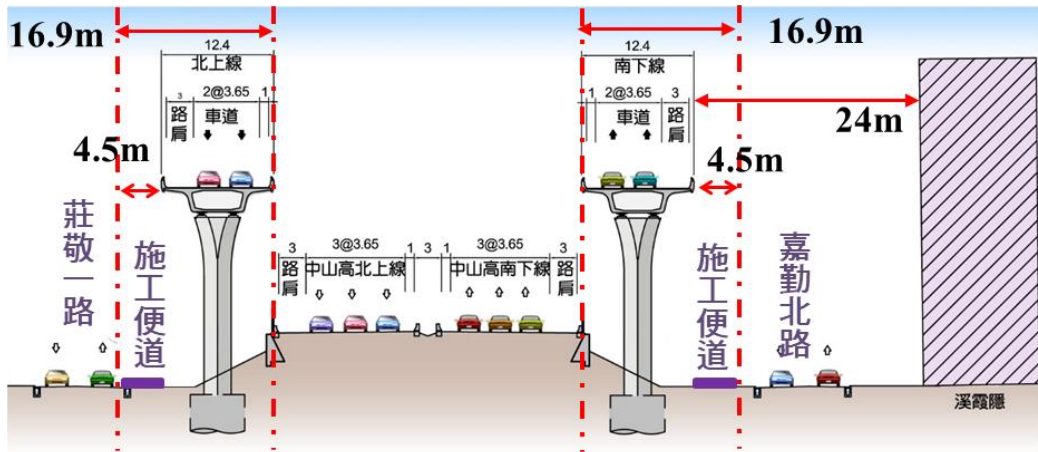 16.9m
16.9m
12.4
北上線
3
2@3.65
1
路肩
車道
4.5m
12.4
南下線
1
2@3.65
3
車道
路肩
24m
4.5m
莊敬一路
施工便道
3
3@3.65
1
3
1
3@3.65
3
路肩
中山高北上線
中山高南下線
路肩
施工便道
嘉勤北路
溪霞隱